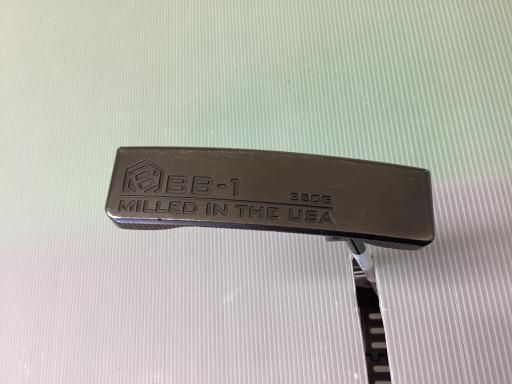 BB-1 360G
MILLED IN THE USA